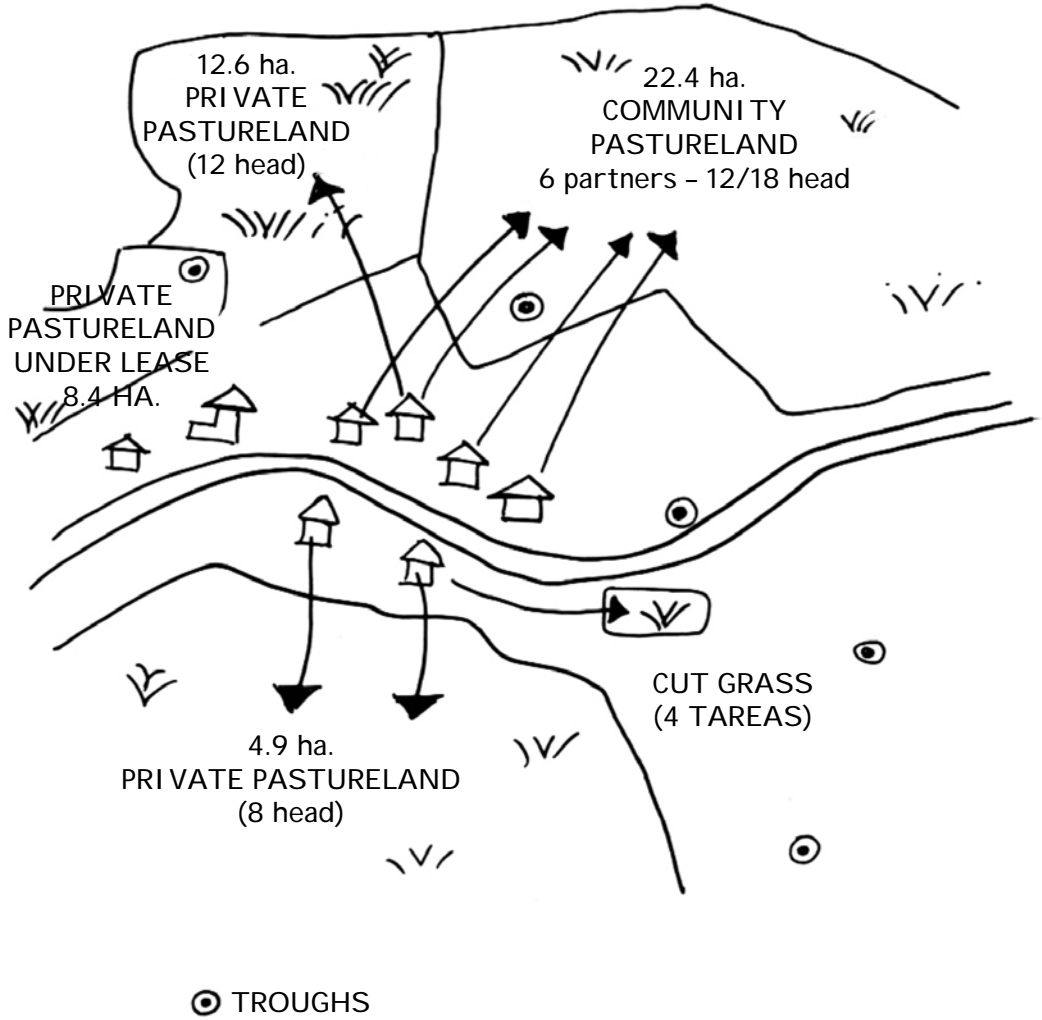 12.6 ha.
PRIVATE
PASTURELAND
(12 head)
22.4 ha.
COMMUNITY
PASTURELAND
6 partners – 12/18 head
PRIVATE
PASTURELAND
UNDER LEASE
8.4 HA.
CUT GRASS
(4 TAREAS)
4.9 ha.
PRIVATE PASTURELAND
(8 head)
TROUGHS